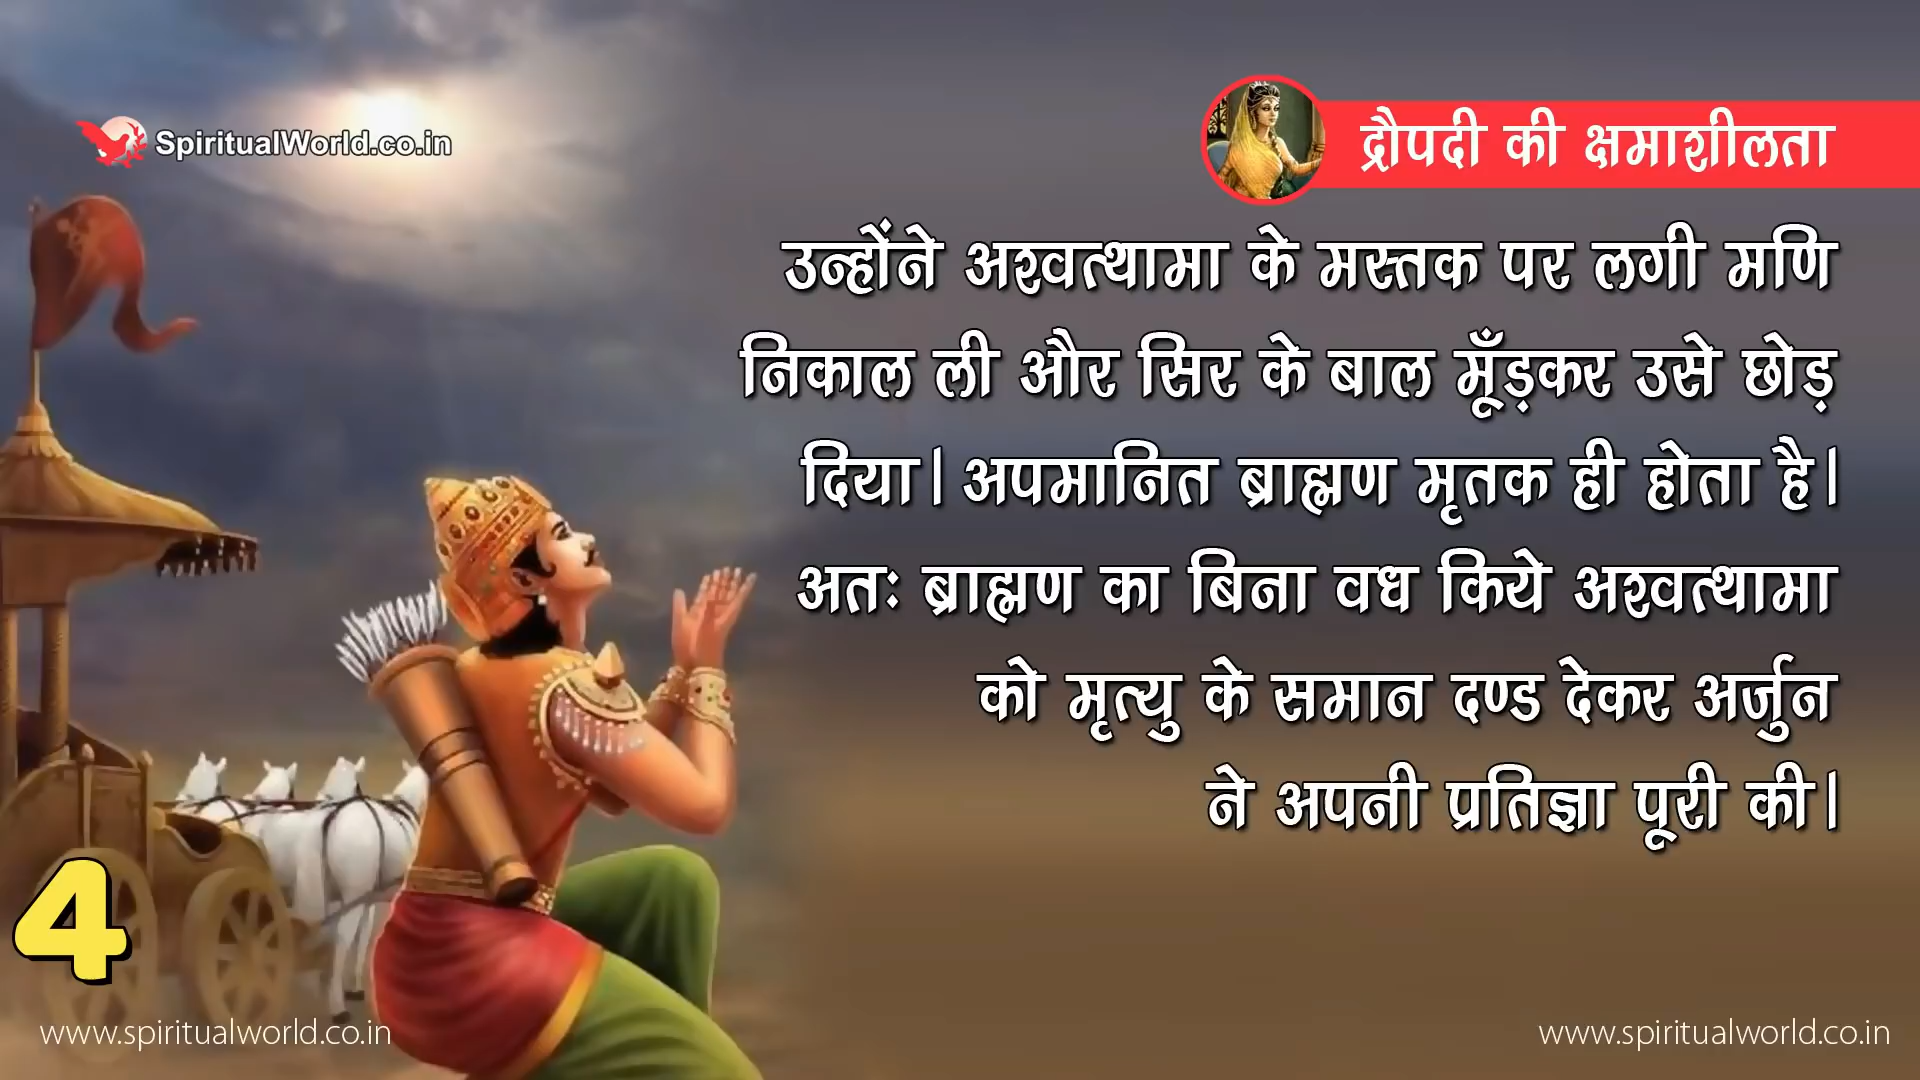 SpiritualWorld.co.in
द्रौपदी की क्षमाशीलता
उन्होंने अश्वत्थामा के मस्तक पर लगी मणि
निकाल ली और सिर के बाल मूँड़कर उसे छोड़
दिया। अपमानित ब्राह्मण मृतक ही होता है।
अतः ब्राह्मण का बिना वध किये अश्वत्थामा
को मृत्यु के समान दण्ड देकर अर्जुन
ने अपनी प्रतिज्ञा पूरी की।
4
www.spiritualworld.co.in
www.spiritualworld.co.in